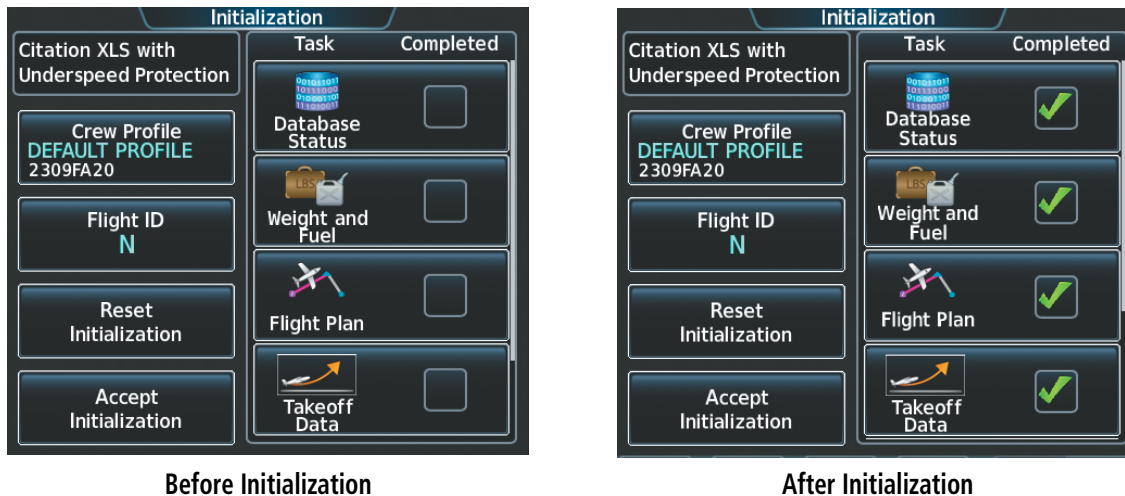 Initialization
Citation XLS with
Underspeed Protection
Crew Profile
DEFAULT PROFILE
2309FA20
Flight ID
N
Reset
Initialization
Accept
Initialization
Task Completed
Database
Status
LBS
Weight and
Fuel
Flight Plan
Takeoff
Data
Before Initialization
Initialization
Citation XLS with
Underspeed Protection
Crew Profile
DEFAULT PROFILE
2309FA20
Flight ID
N
Reset
Initialization
Accept
Initialization
Task Completed
Database
Status
LBS
Weight and
Fuel
Flight Plan
Takeoff
Data
After Initialization